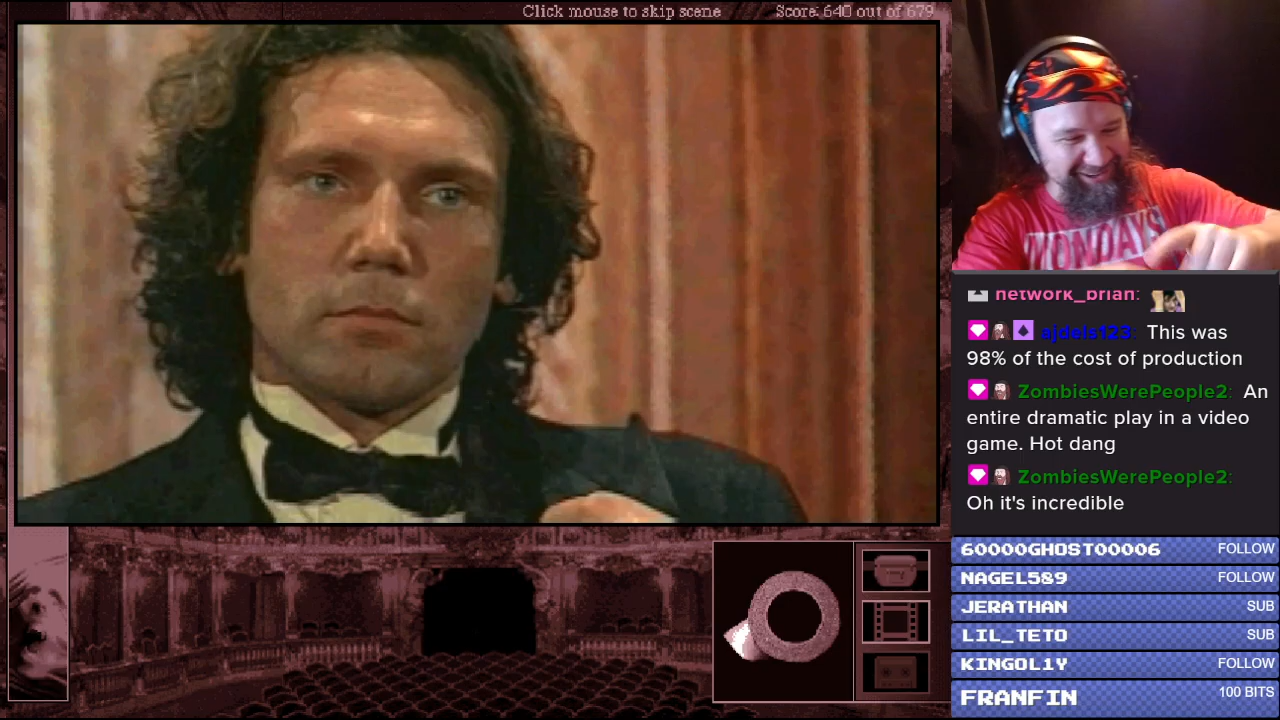 Click mouse to skip scene
Score: 640 out of 679
MONDAYS
network_brian:
ajdels123: This was
98% of the cost of production
ZombiesWerePeople2: An
entire dramatic play in a video
game. Hot dang
ZombiesWerePeople2:
Oh it's incredible
60000GHOST00006 FOLLOW
NAGEL589 FOLLOW
JERATHAN SUB
LIL_TETO SUB
KINGOL1Y FOLLOW
FRANFIN 100 BITS